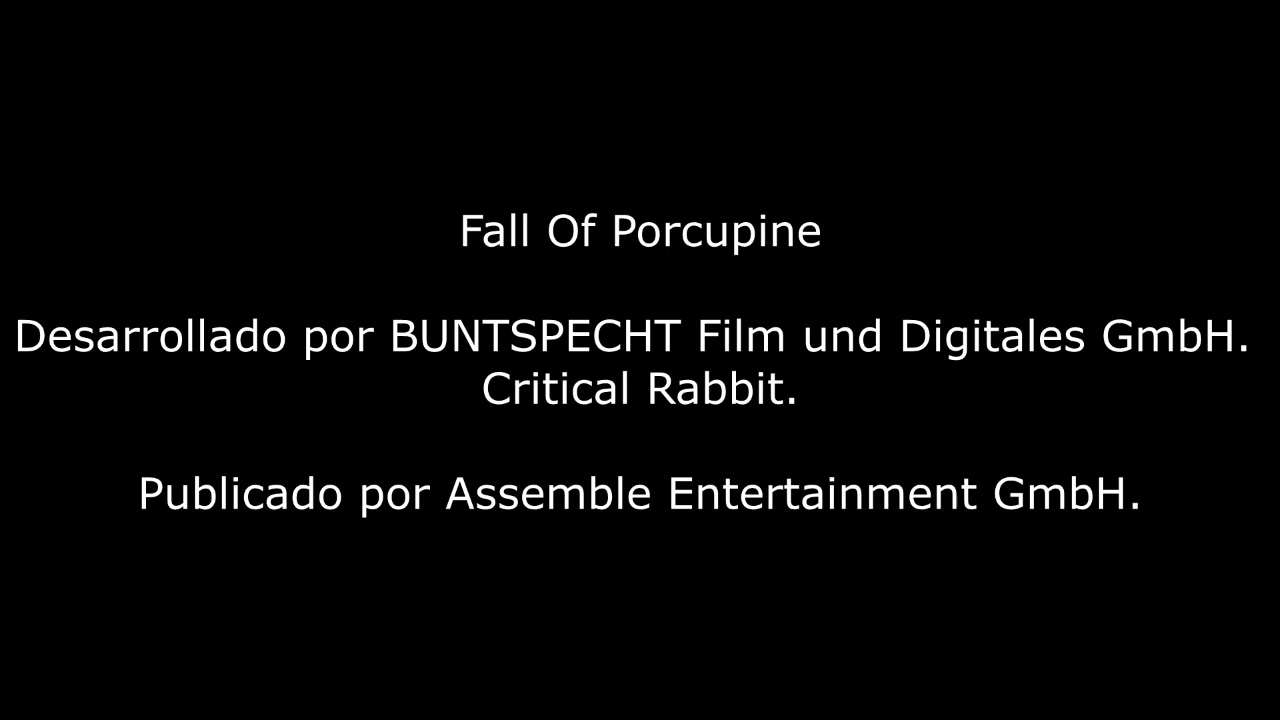 Fall Of Porcupine
Desarrollado por BUNTSPECHT Film und Digitales GmbH.
Critical Rabbit.
Publicado por Assemble Entertainment GmbH.